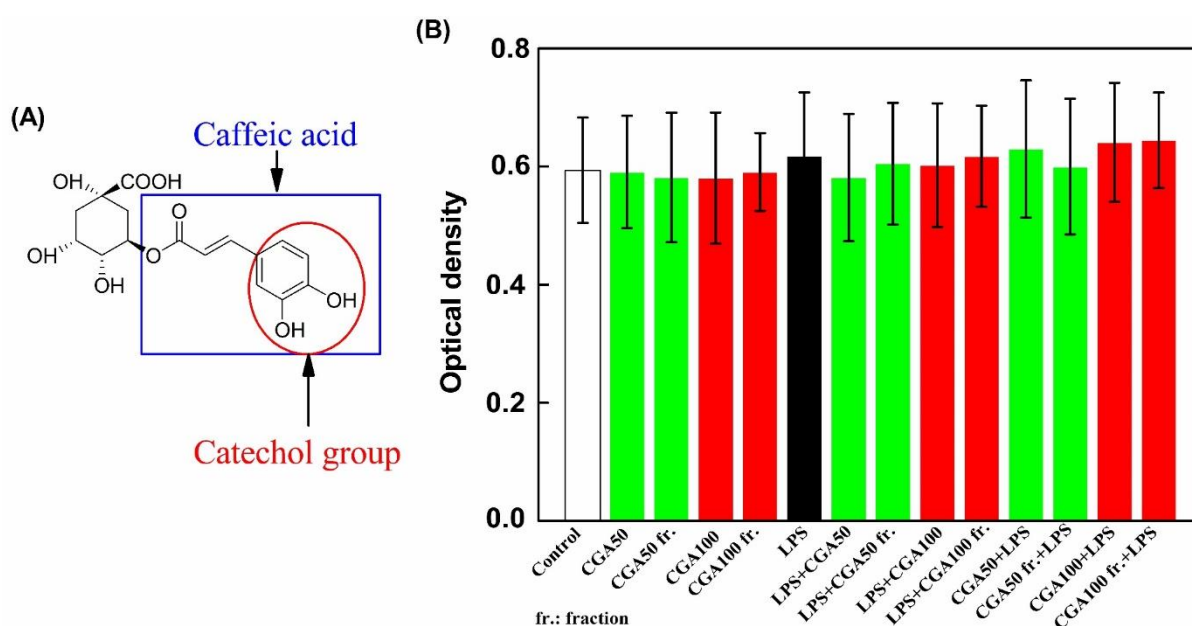 (A)
Caffeic acid
OH
COOH
O
O
OH
OH
OH
OH
Catechol group
(B)
Optical density
0.8
0.6
0.4
0.2
0.0
Control
CGA50
CGA50 fr.
CGA100
CGA100 fr.
LPS
LPS+CGA50
LPS+CGA50 fr.
LPS+CGA100
LPS+CGA100 fr.
CGA50+LPS
CGA50 fr.+LPS
CGA100+LPS
CGA100 fr.+LPS
fr.: fraction